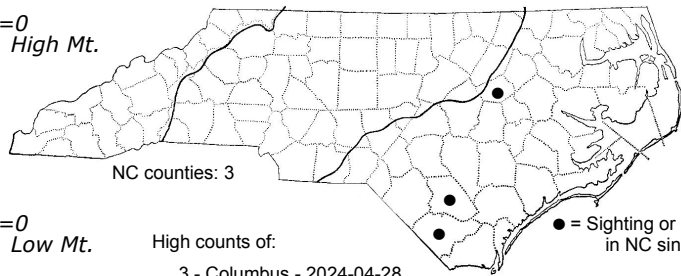 =0
High Mt.
NC counties: 3
=0
Low Mt.
High counts of:
● = Sighting or
in NC sin
3 - Columbus - 2024-04-28